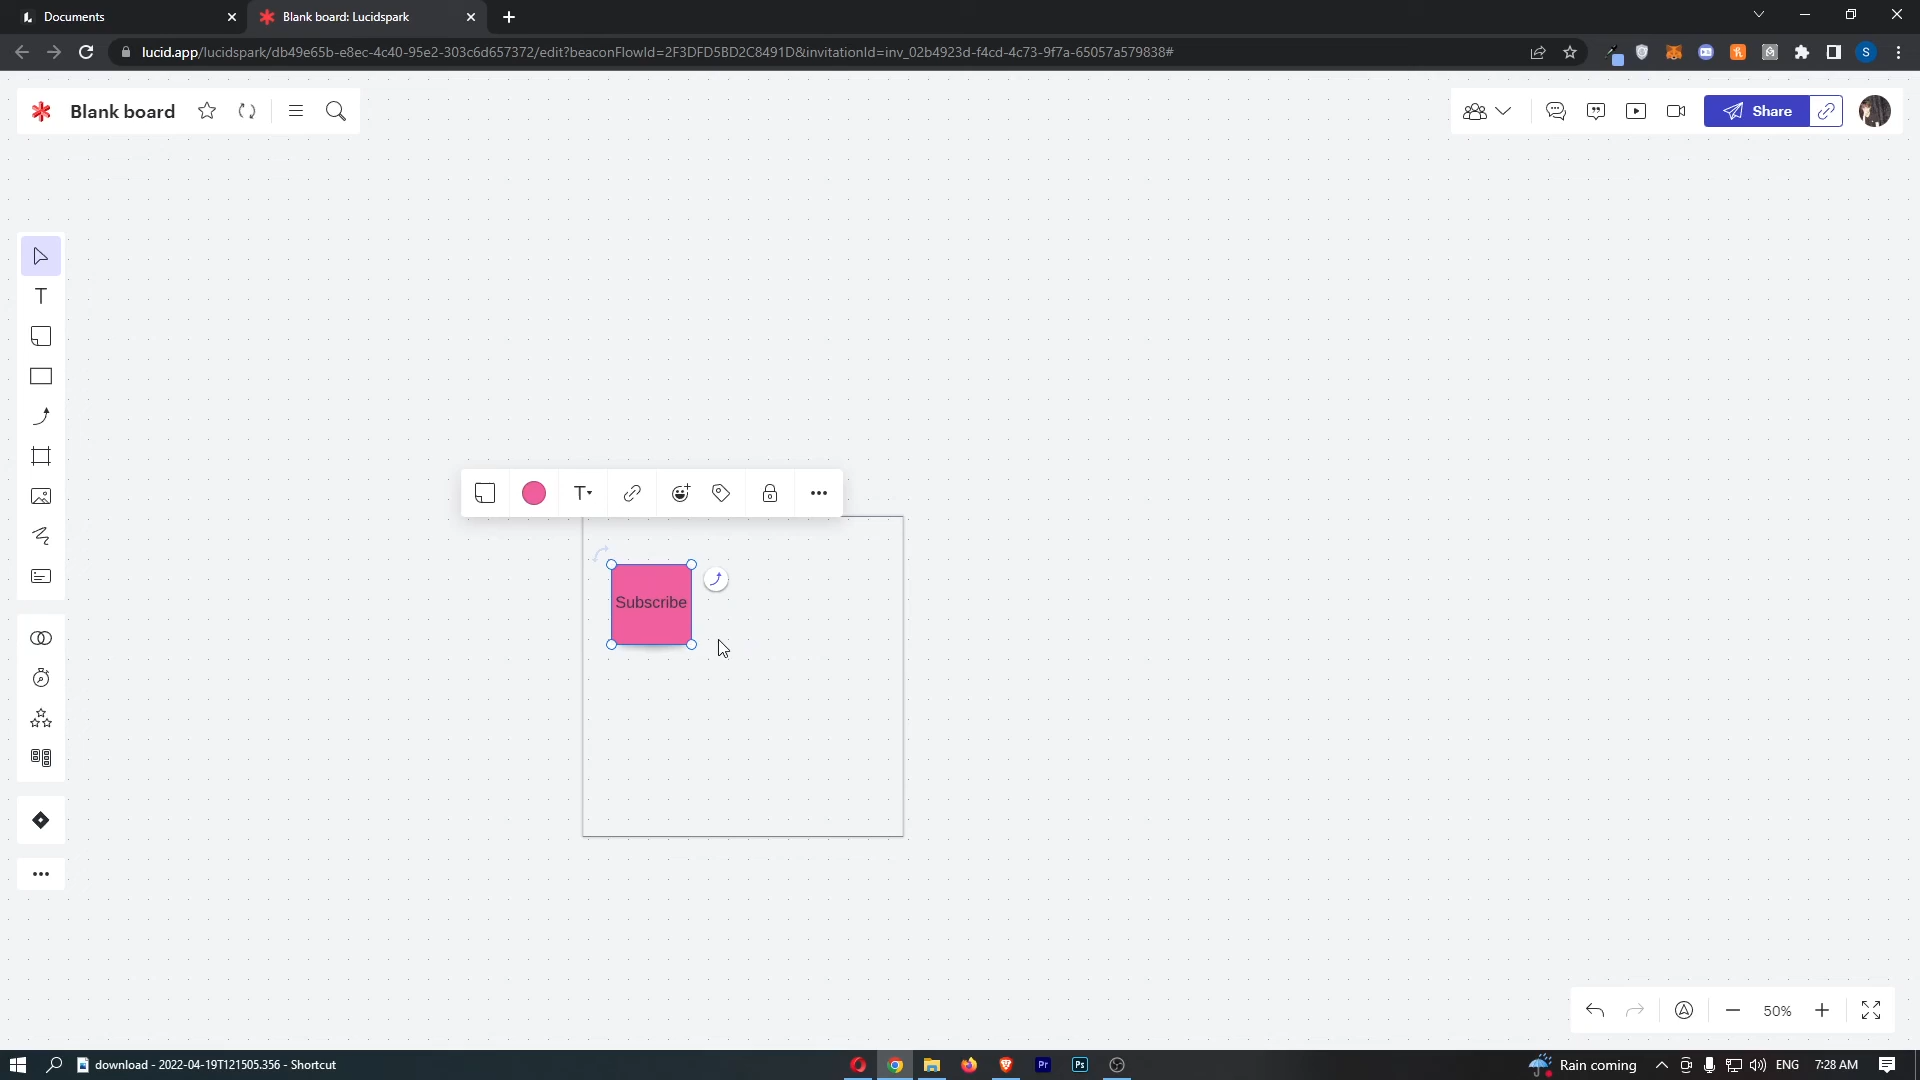 Documents
Blank board: Lucidspark
lucid.app/lucidspark/db49e65b-e8ec-4c40-95e2-303c6d657372/edit?beaconFlowId=2F3DFD5BD2C8491D&invitationId=inv_02b4923d-f4cd-4c73-9f7a-65057a579838#
S
Blank board
Share
T
T
Subscribe
50%
download - 2022-04-19T121505.356 - Shortcut
Pr
Ps
Rain coming
ENG
7:28 AM